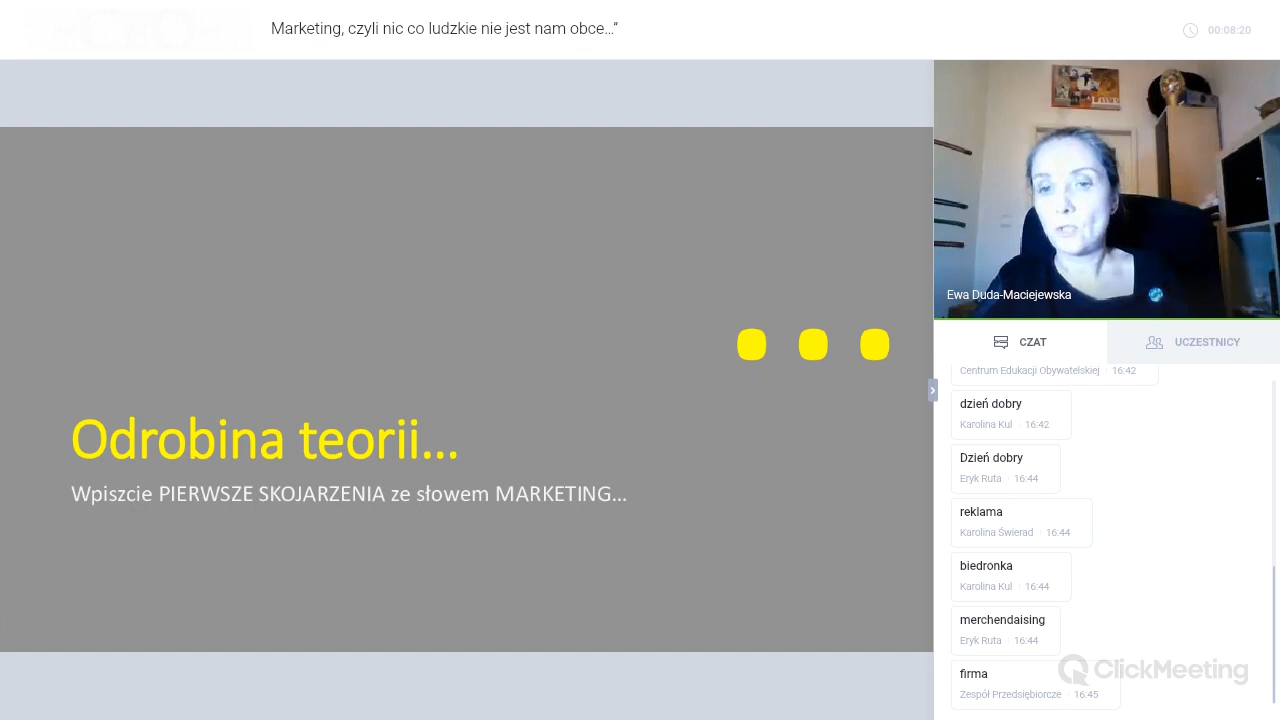 Marketing, czyli nic co ludzkie nie jest nam obce..."
00:08:20
Odrobina teorii...
Wpiszcie PIERWSZE SKOJARZENIA ze słowem MARKETING...
Ewa Duda-Maciejewska
CZAT
UCZESTNICY
Centrum Edukacji Obywatelskiej 16:42
dzień dobry
Karolina Kul 16:42
Dzień dobry
Eryk Ruta 16:44
reklama
Karolina Świerad 16:44
biedronka
Karolina Kul 16:44
merchendaising
Eryk Ruta 16:44
firma
Zespół Przedsiębiorcze 16:45
ClickMeeting